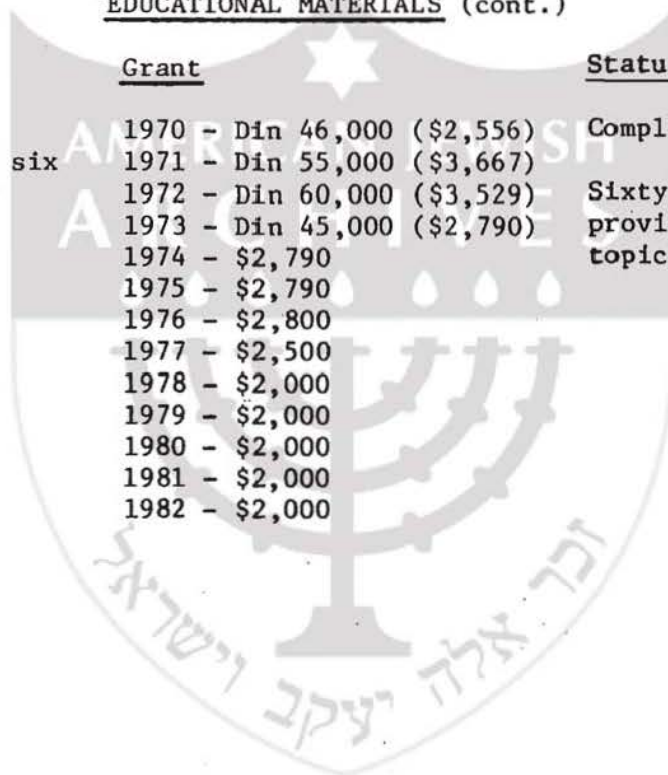 EDUCATIONAL MATERIALS (cont.)
Grant Statu
1970 - Din 46,000 ($2,556) Compl
six 1971 - Din 55,000 ($3,667)
1972 - Din 60,000 ($3,529) Sixty
1973 - Din 45,000 ($2,790) provi
1974 - $2,790 topic
1975 - $2,790
1976 - $2,800
1977 - $2,500
1978 - $2,000
1979 - $2,000
1980 - $2,000
1981 - $2,000
1982 - $2,000
AMERICAN JEWISH
ARCHIVES
זכר אלה יעקב וישראל